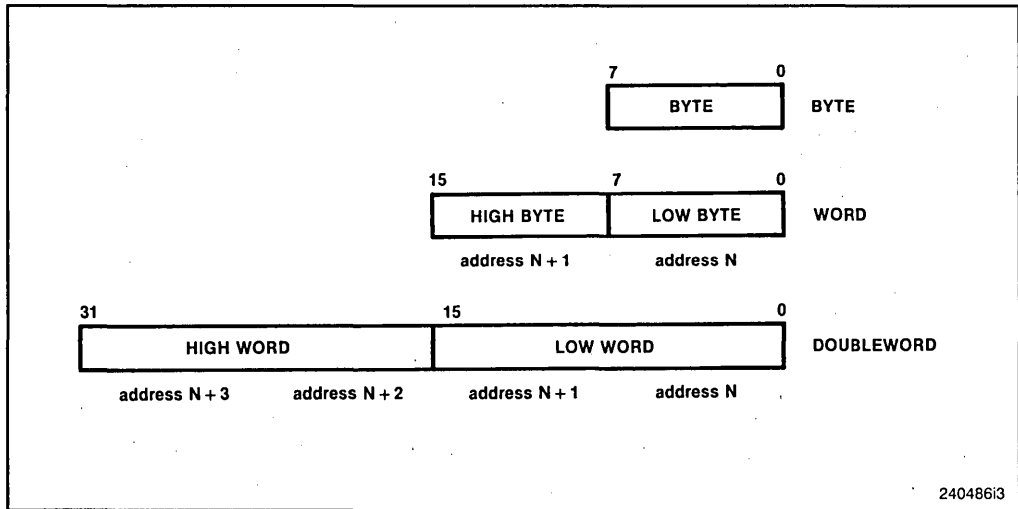 7 0
BYTE BYTE
15 7 0
HIGH BYTE LOW BYTE WORD
address N + 1 address N
31 15 0
HIGH WORD LOW WORD DOUBLEWORD
address N + 3 address N + 2 address N + 1 address N
240486i3